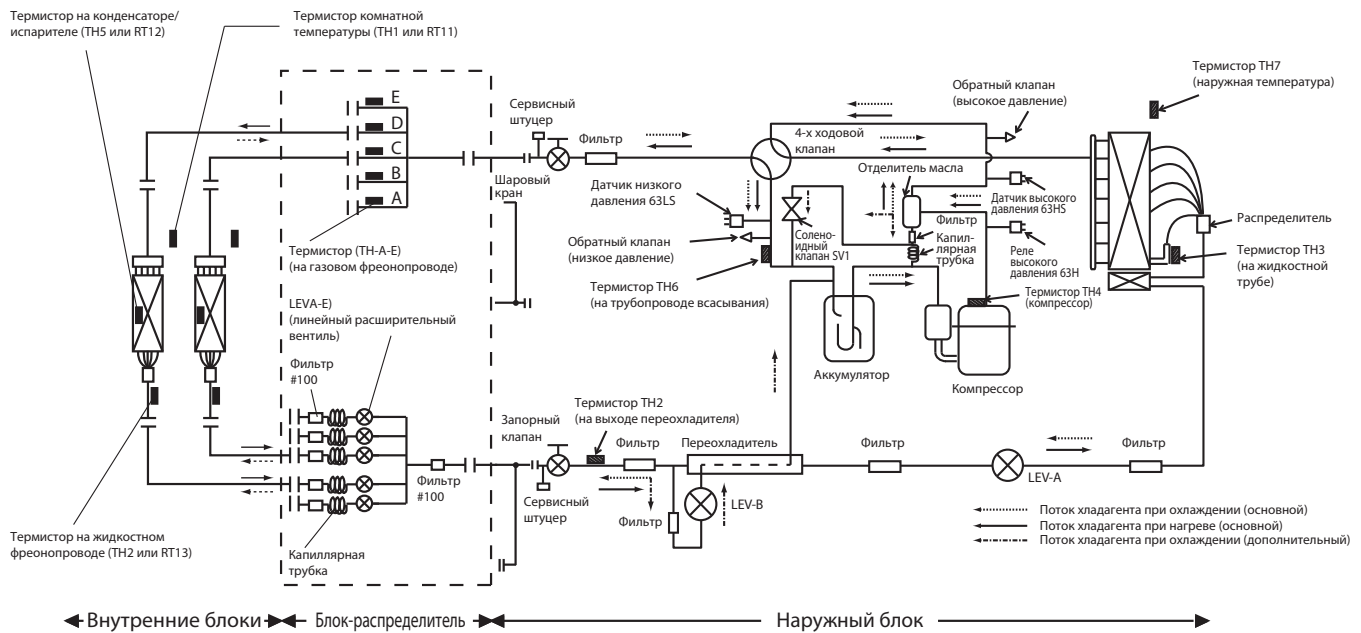 Термистор на конденсаторе/
испарителе (TH5 или RT12)
Термистор комнатной
температуры (TH1 или RT11)
E
D
C
B
A
Термистор (TH-A-E)
(на газовом фреонопроводе)
LEVA-E)
(линейный расширительный
вентиль)
Фильтр
#100
Фильтр
#100
Капиллярная
трубка
Термистор на жидкостном
фреонопроводе (TH2 или RT13)
Сервисный
штуцер
Фильтр
Шаровый
кран
Датчик низкого
давления 63LS
Обратный клапан
(низкое давление)
Термистор TH6
(на трубопроводе всасывания)
4-х ходовой
клапан
Обратный клапан
(высокое давление)
Отделитель масла
Солено-
идный
клапан SV1
Фильтр
Капил-
лярная
трубка
Датчик высокого
давления 63HS
Реле
высокого
давления 63H
Термистор TH4
(компрессор)
Аккумулятор
Компрессор
Термистор TH7
(наружная температура)
Распределитель
Термистор TH3
(на жидкостной
трубе)
Запорный
клапан
Термистор TH2
(на выходе переохладителя)
Фильтр
Переохладитель
Фильтр
LEV-A
Фильтр
Сервисный
штуцер
Фильтр
LEV-B
Поток хладагента при охлаждении (основной)
Поток хладагента при нагреве (основной)
Поток хладагента при охлаждении (дополнительный)
Внутренние блоки
Блок-распределитель
Наружный блок